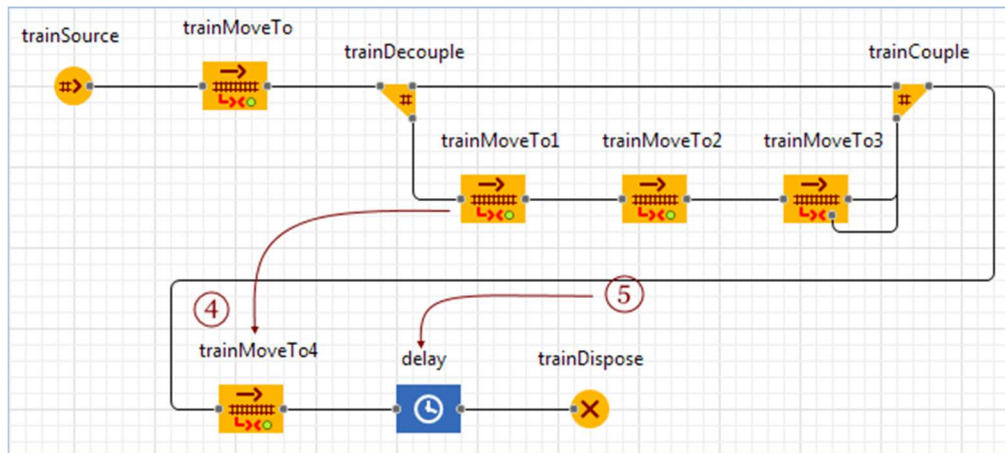 trainSource
trainMoveTo
trainDecouple
trainCouple
trainMoveTo1
trainMoveTo2
trainMoveTo3
④
⑤
trainMoveTo4
delay
trainDispose